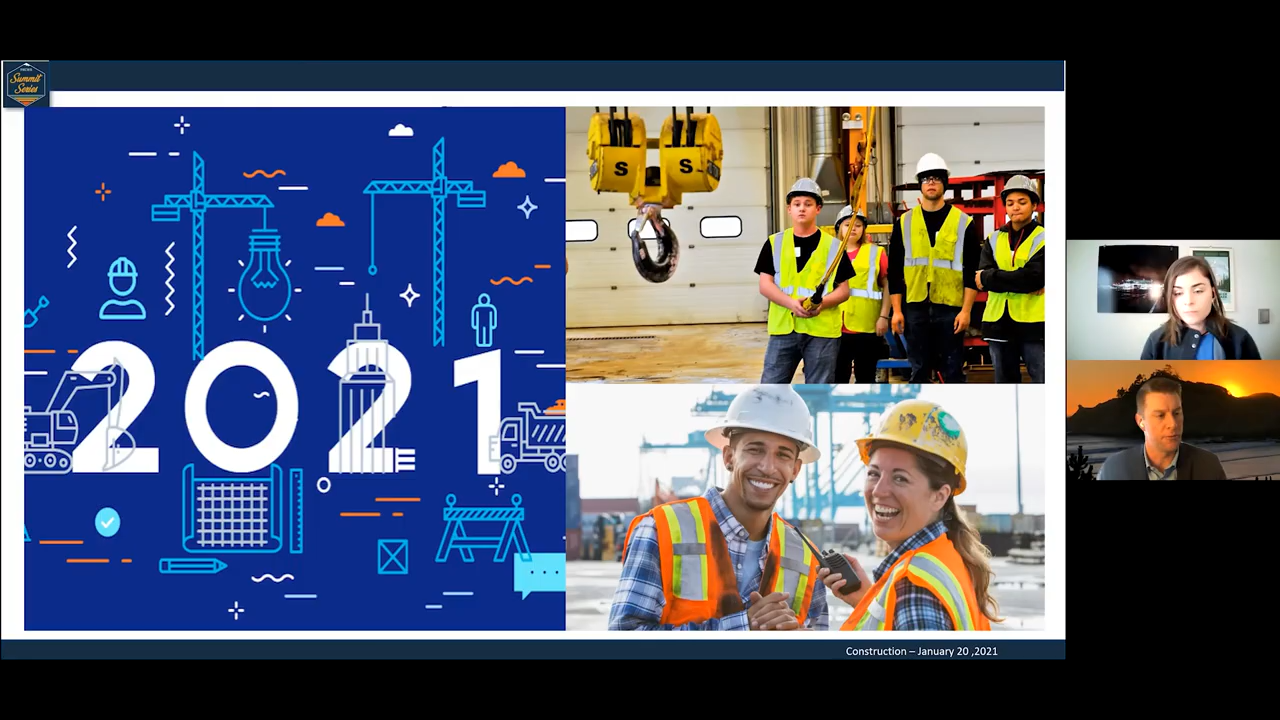 Summit
Series
2021
S S
Construction – January 20 ,2021